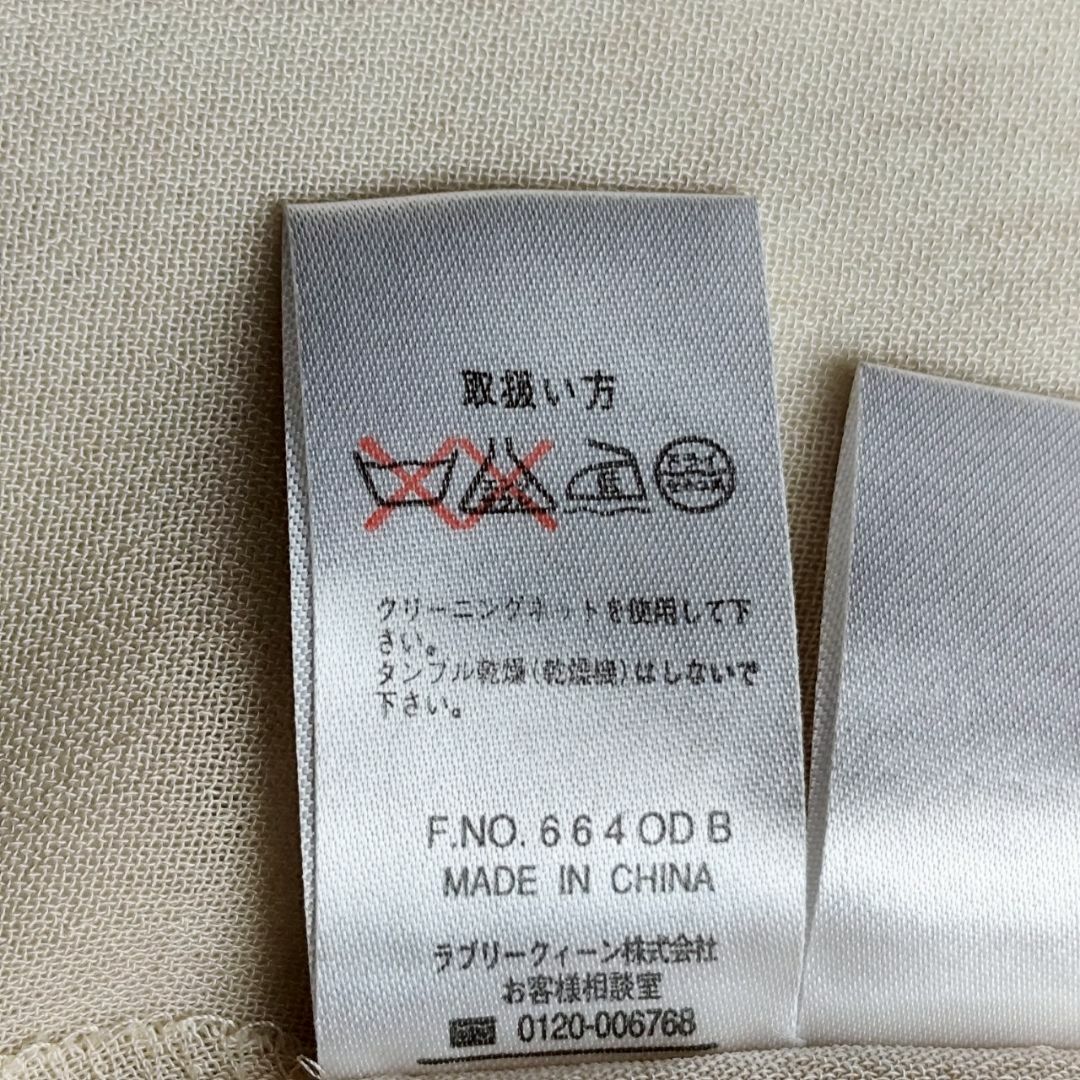 取扱い方
クリーニングネットを使用して下
さい。
タンブル乾燥(乾燥機)はしないで
下さい。
F.NO. 6 6 4 OD B
MADE IN CHINA
ラブリークィーン株式会社
お客様相談室
0120-006768